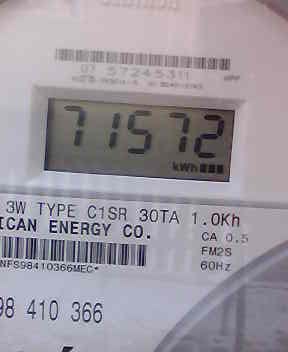 07 57245311
71572
kWh
3W TYPE C1SR 30TA 1.0Kh
ICAN ENERGY CO.
CA 0.5
FM2S
60Hz
NFS98410366MEC*
98 410 366